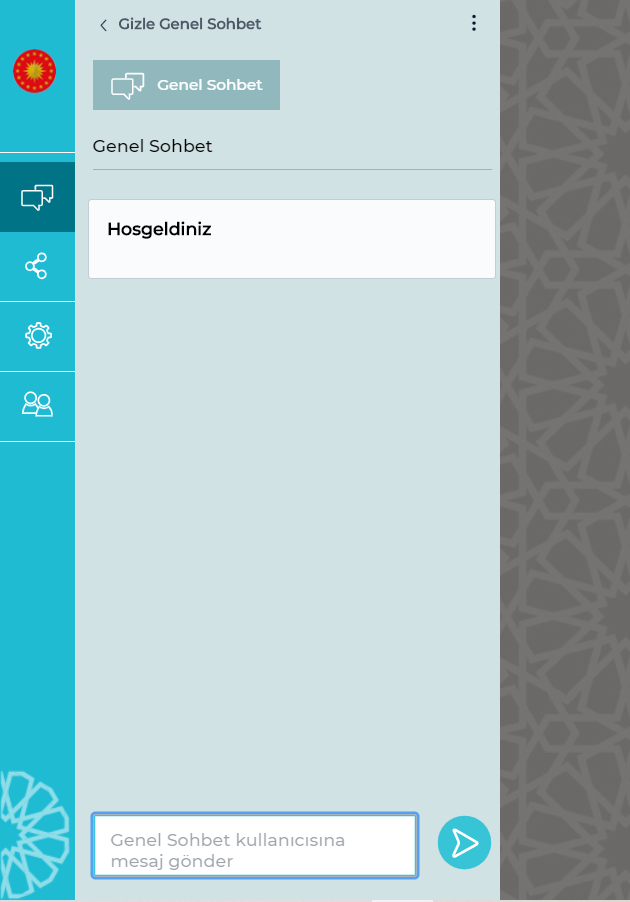 Gizle Genel Sohbet
Genel Sohbet
Genel Sohbet
Hosgeldiniz
Genel Sohbet kullanıcısına
mesaj gönder